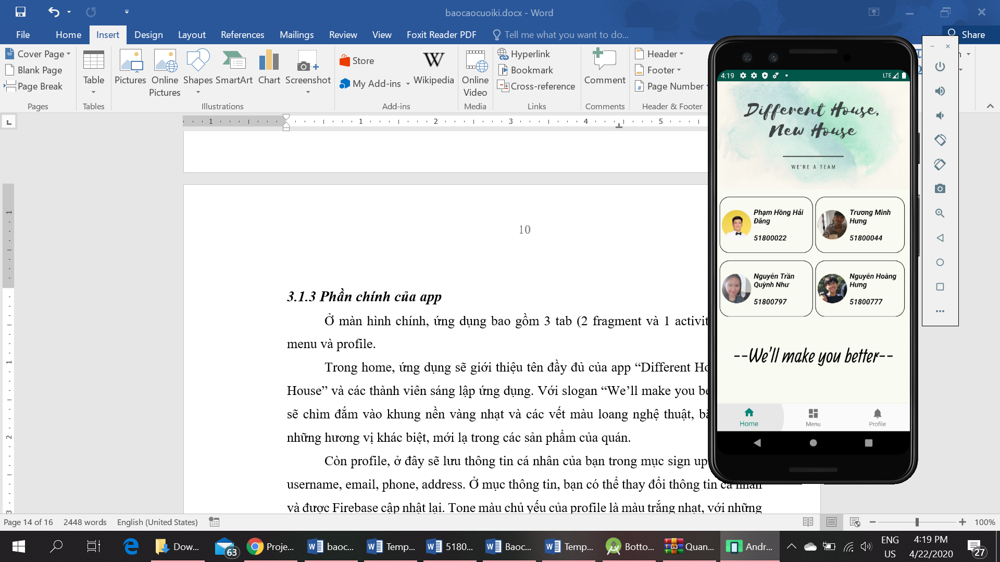 baocaocuoiki.docx - Word
File Home Insert Design Layout References Mailings Review View Foxit Reader PDF Tell me what you want to do... Share
Cover Page
Blank Page
Page Break
Pages
Table
Tables
Pictures
Online Pictures
Shapes
SmartArt
Chart
Screenshot
Illustrations
Store
My Add-ins
Wikipedia
Add-ins
Online Video
Media
Hyperlink
Bookmark
Cross-reference
Links
Comment
Comments
Header
Footer
Page Number
Header & Footer
1 1 2 3 4 5
10
3.1.3 Phần chính của app
Ở màn hình chính, ứng dụng bao gồm 3 tab (2 fragment và 1 activit
menu và profile.
Trong home, ứng dụng sẽ giới thiệu tên đầy đủ của app “Different Ho
House” và các thành viên sáng lập ứng dụng. Với slogan “We’ll make you be
sẽ chìm đắm vào khung nền vàng nhạt và các vết màu loang nghệ thuật, bà
những hương vị khác biệt, mới lạ trong các sản phẩm của quán.
Còn profile, ở đây sẽ lưu thông tin cá nhân của bạn trong mục sign up
username, email, phone, address. Ở mục thông tin, bạn có thể thay đổi thông tin cá nhân
và được Firebase cập nhật lại. Tone màu chủ yếu của profile là màu trắng nhạt, với những
4:19 LTE
Different House,
New House
WE'RE A TEAM
Phạm Hồng Hải
Đăng
51800022
Trương Minh
Hưng
51800044
Nguyễn Trần
Quỳnh Như
51800797
Nguyễn Hoàng
Hưng
51800777
--We'll make you better--
Home Menu Profile
Page 14 of 16 2448 words English (United States) 100%
Dow... 63 Proje... baoc... Temp... 5180... Baoc... Temp... Botto... Quan... Andr...
ENG
US
4:19 PM
4/22/2020
27